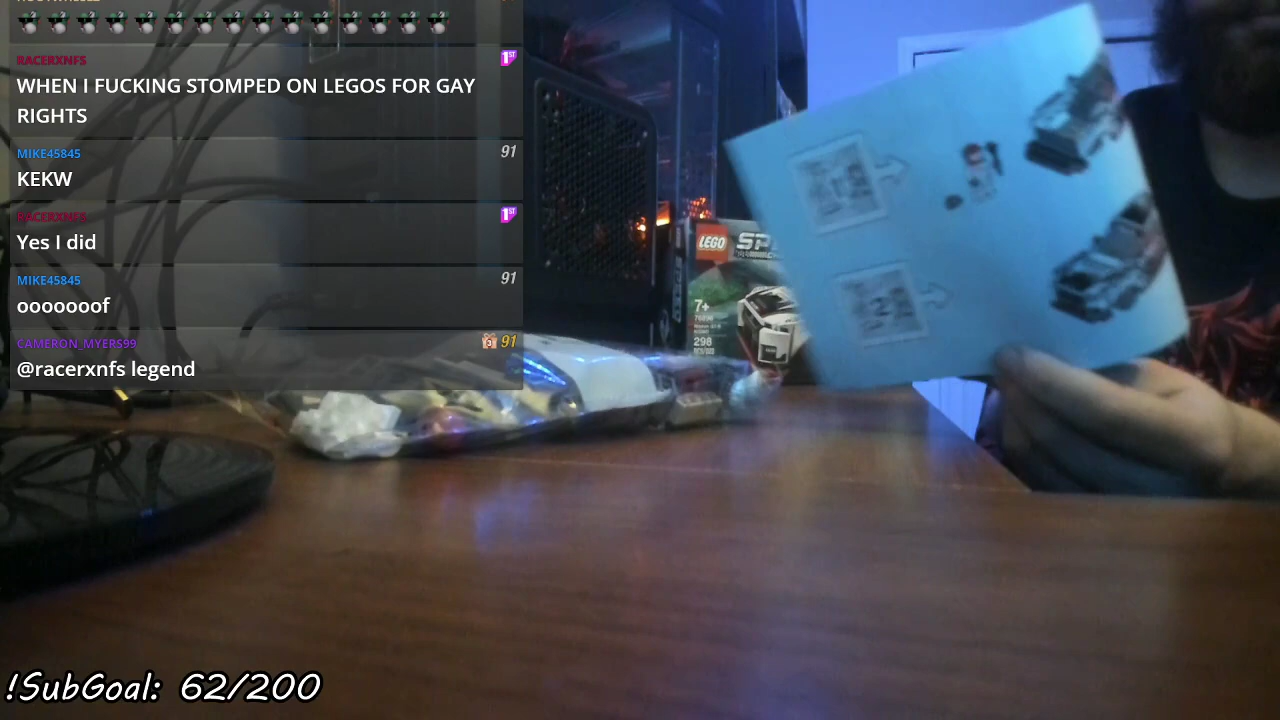 RACERXNFS
WHEN I FUCKING STOMPED ON LEGOS FOR GAY
RIGHTS
MIKE45845
91
KEKW
RACERXNFS
Yes I did
MIKE45845
91
ooooooof
CAMERON_MYERS99
91
@racerxnfs legend
LEGO
SP
7+
298
!SubGoal: 62/200